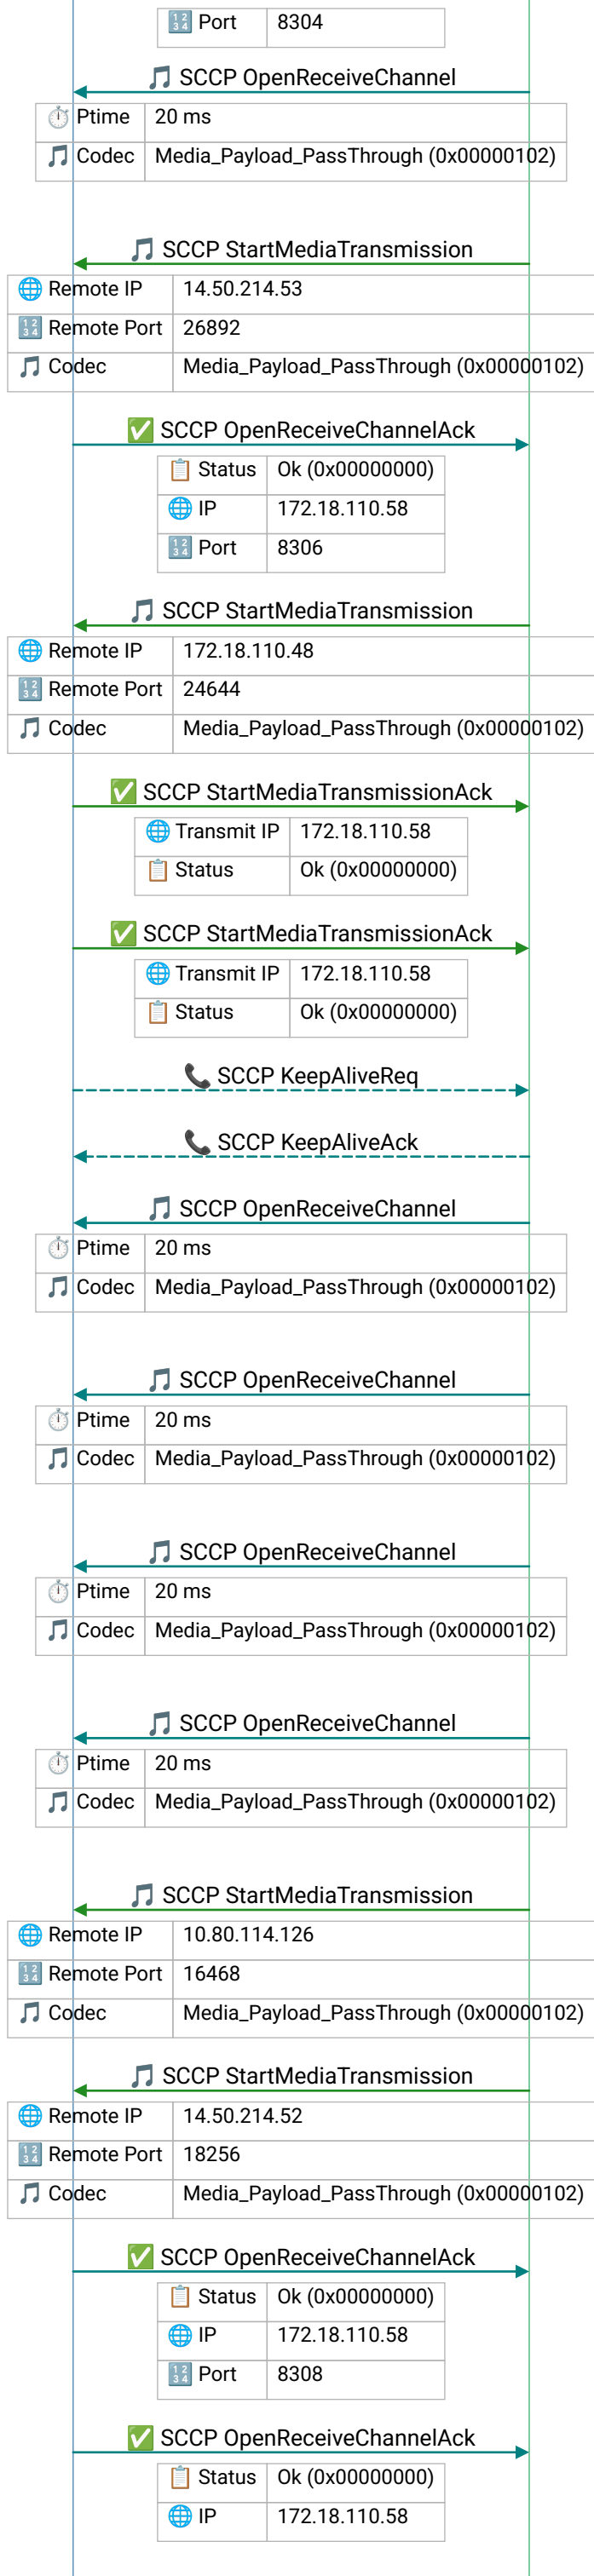 Port 8304
SCCP OpenReceiveChannel
Ptime 20 ms
Codec Media_Payload_PassThrough (0x00000102)
SCCP StartMediaTransmission
Remote IP 14.50.214.53
Remote Port 26892
Codec Media_Payload_PassThrough (0x00000102)
SCCP OpenReceiveChannelAck
Status Ok (0x00000000)
IP 172.18.110.58
Port 8306
SCCP StartMediaTransmission
Remote IP 172.18.110.48
Remote Port 24644
Codec Media_Payload_PassThrough (0x00000102)
SCCP StartMediaTransmissionAck
Transmit IP 172.18.110.58
Status Ok (0x00000000)
SCCP StartMediaTransmissionAck
Transmit IP 172.18.110.58
Status Ok (0x00000000)
SCCP KeepAliveReq
SCCP KeepAliveAck
SCCP OpenReceiveChannel
Ptime 20 ms
Codec Media_Payload_PassThrough (0x00000102)
SCCP OpenReceiveChannel
Ptime 20 ms
Codec Media_Payload_PassThrough (0x00000102)
SCCP OpenReceiveChannel
Ptime 20 ms
Codec Media_Payload_PassThrough (0x00000102)
SCCP OpenReceiveChannel
Ptime 20 ms
Codec Media_Payload_PassThrough (0x00000102)
SCCP StartMediaTransmission
Remote IP 10.80.114.126
Remote Port 16468
Codec Media_Payload_PassThrough (0x00000102)
SCCP StartMediaTransmission
Remote IP 14.50.214.52
Remote Port 18256
Codec Media_Payload_PassThrough (0x00000102)
SCCP OpenReceiveChannelAck
Status Ok (0x00000000)
IP 172.18.110.58
Port 8308
SCCP OpenReceiveChannelAck
Status Ok (0x00000000)
IP 172.18.110.58